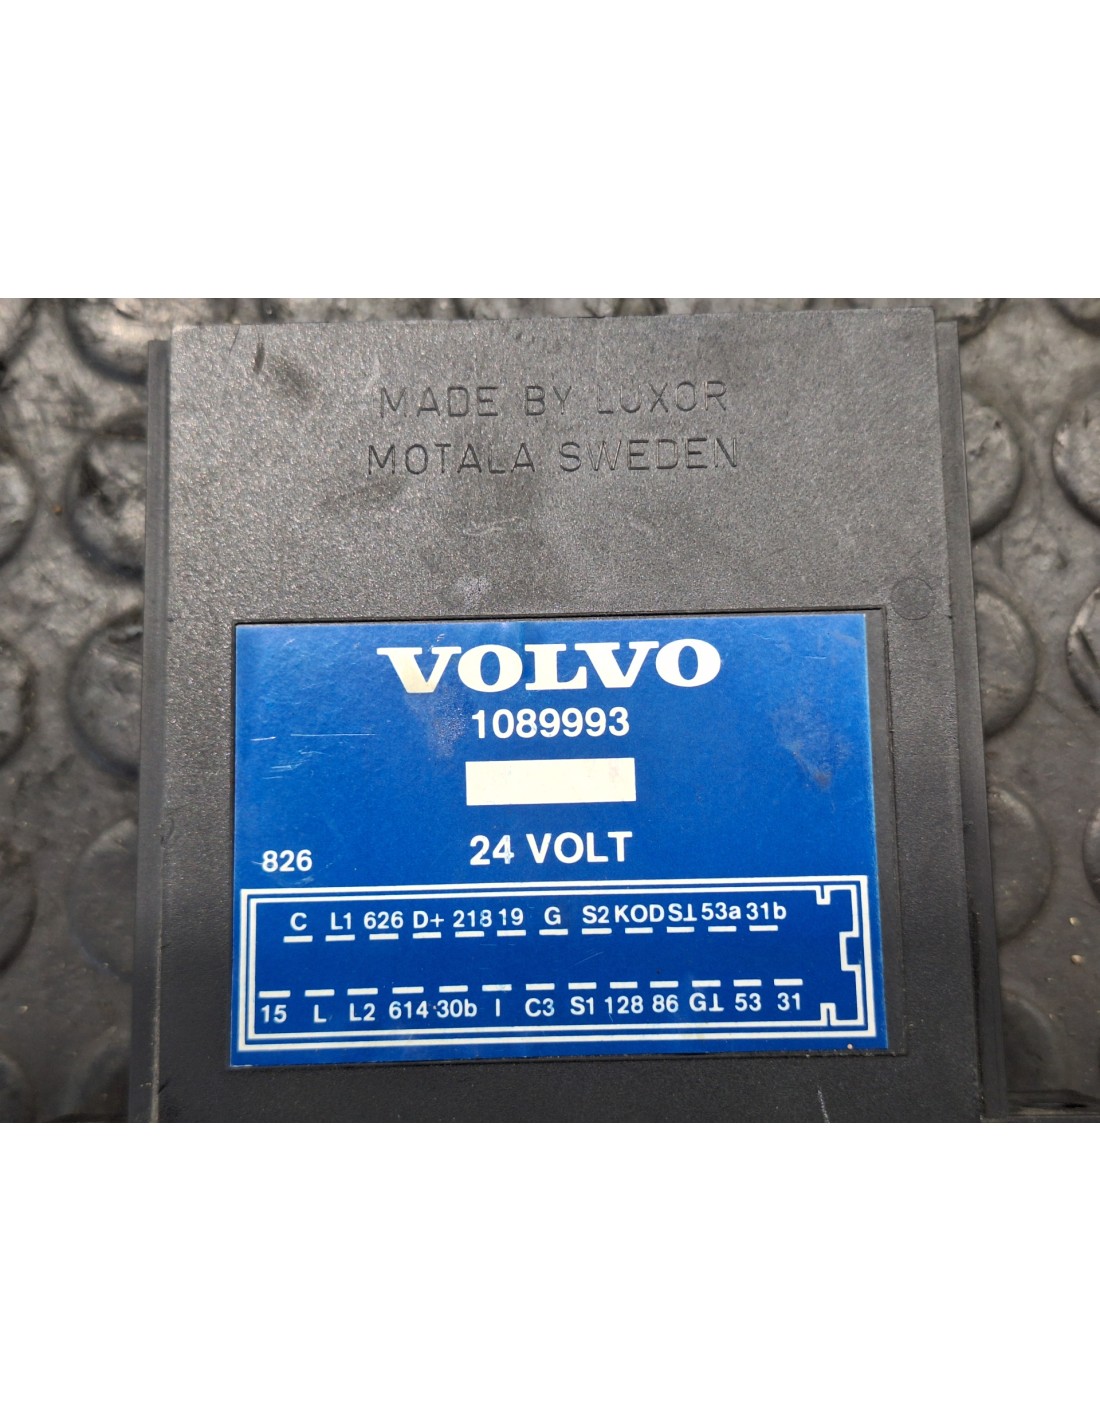 MADE BY LUXOR
MOTALA SWEDEN
VOLVO
1089993
24 VOLT
826
C L1 626 D+ 218 19 G S2 KOD S⊥ 53a 31b
15 L L2 614 30b I C3 S1 128 86 G⊥ 53 31